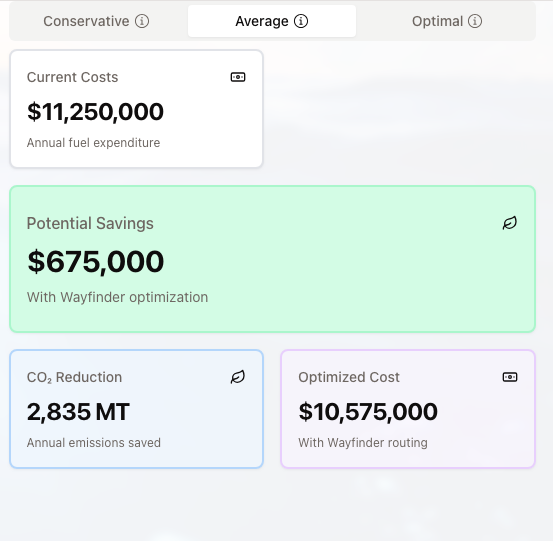 Conservative
Average
Optimal
Current Costs
$11,250,000
Annual fuel expenditure
Potential Savings
$675,000
With Wayfinder optimization
CO₂ Reduction
2,835 MT
Annual emissions saved
Optimized Cost
$10,575,000
With Wayfinder routing